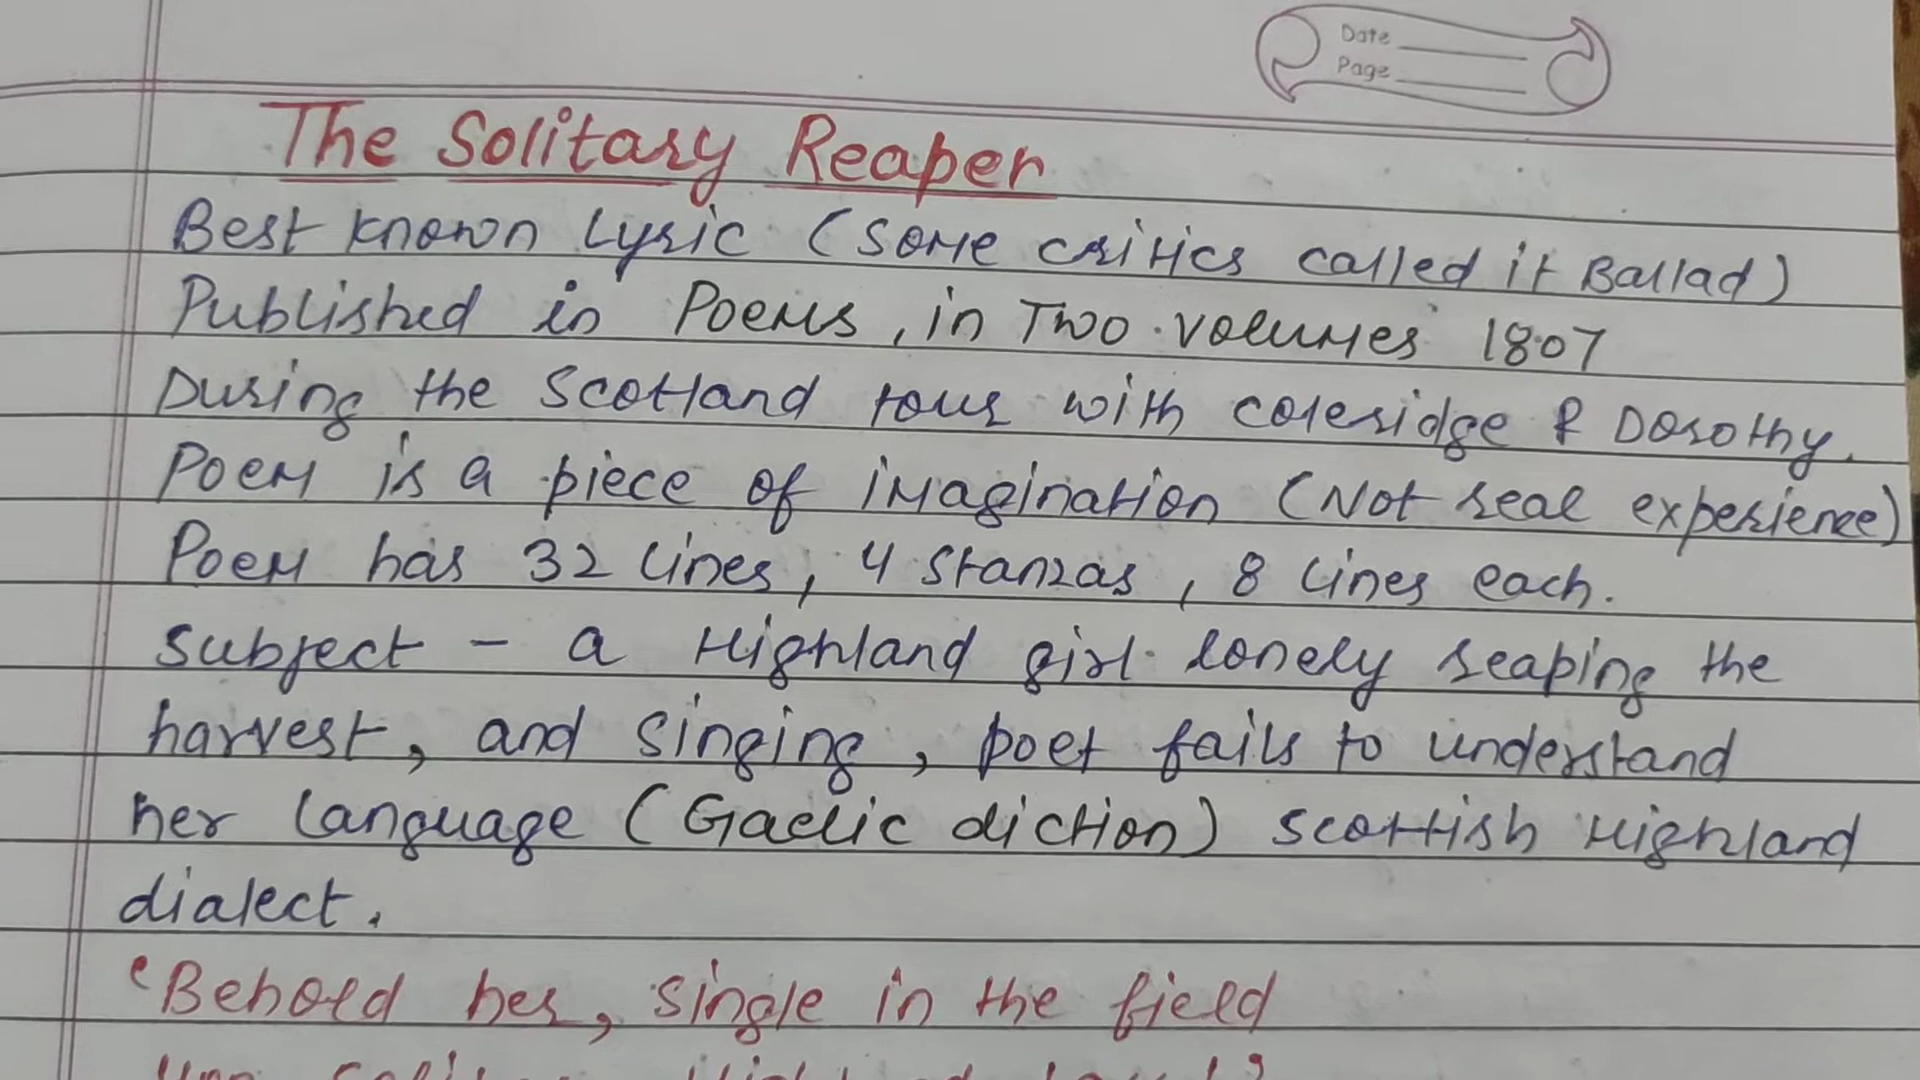 Date
Page
The Solitary Reaper
Best known Lyric (some critics called it Ballad)
Published in Poems, in Two volumes 1807
During the Scotland tour with coleridge & Dorothy.
Poem is a piece of imagination (Not real experience)
Poem has 32 lines, 4 stanzas, 8 lines each.
subject - a Highland girl lonely reaping the
harvest, and singing, poet fails to understand
her language (Gaelic diction) scottish Highland
dialect.
'Behold her, single in the field